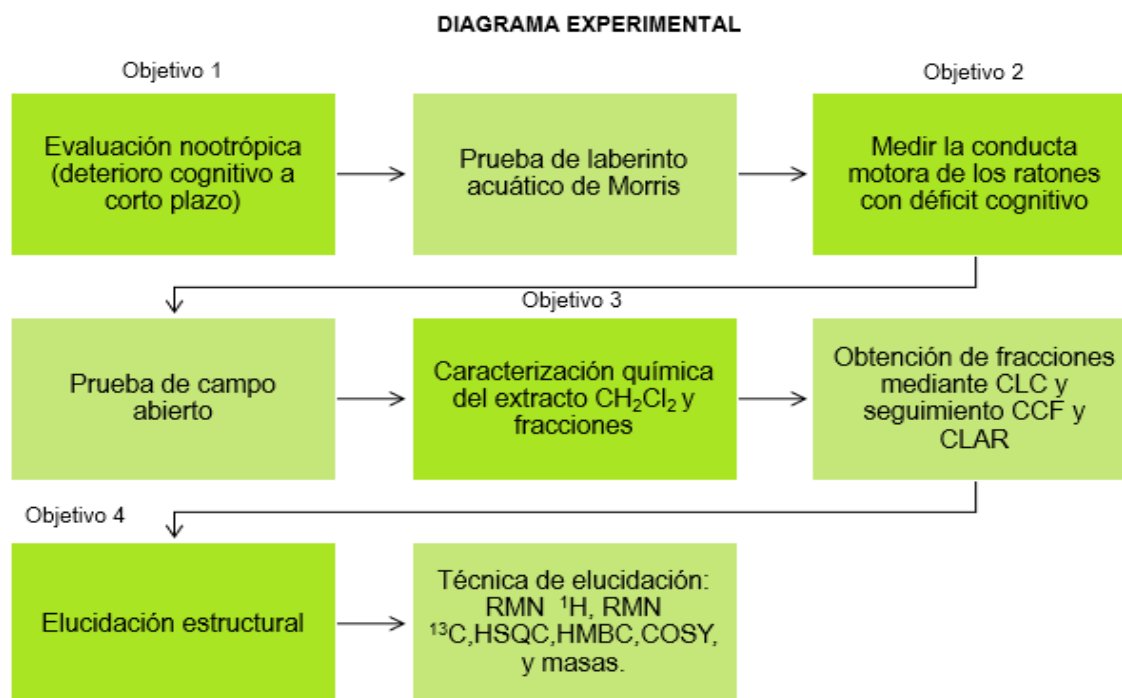 DIAGRAMA EXPERIMENTAL
Objetivo 1
Evaluación nootrópica
(deterioro cognitivo a
corto plazo)
Prueba de laberinto
acuático de Morris
Objetivo 2
Medir la conducta
motora de los ratones
con déficit cognitivo
Prueba de campo
abierto
Objetivo 3
Caracterización química
del extracto CH₂Cl₂ y
fracciones
Obtención de fracciones
mediante CLC y
seguimiento CCF y
CLAR
Objetivo 4
Elucidación estructural
Técnica de elucidación:
RMN ¹H, RMN
¹³C,HSQC,HMBC,COSY,
y masas.